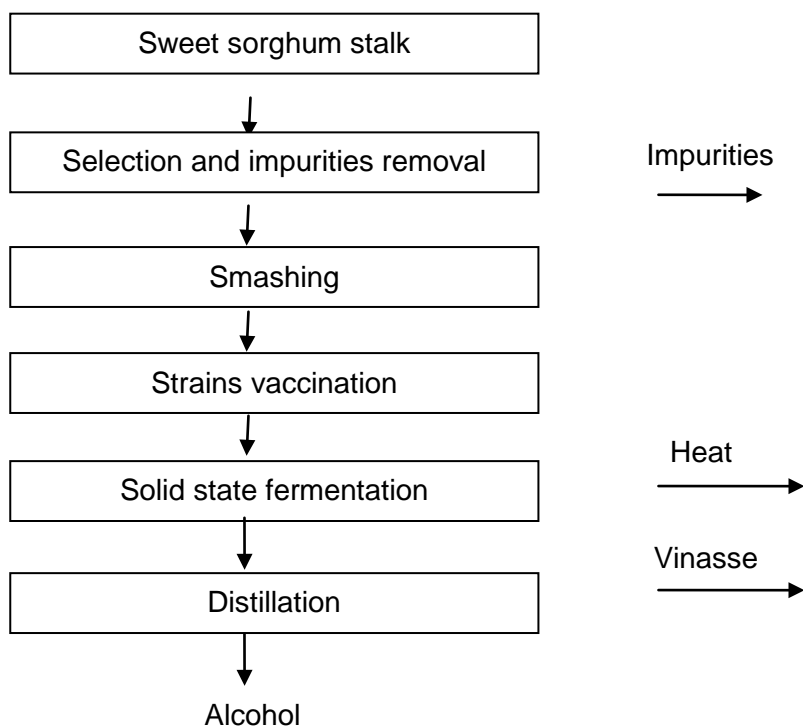 Sweet sorghum stalk
Selection and impurities removal
Impurities
Smashing
Strains vaccination
Solid state fermentation
Heat
Distillation
Vinasse
Alcohol